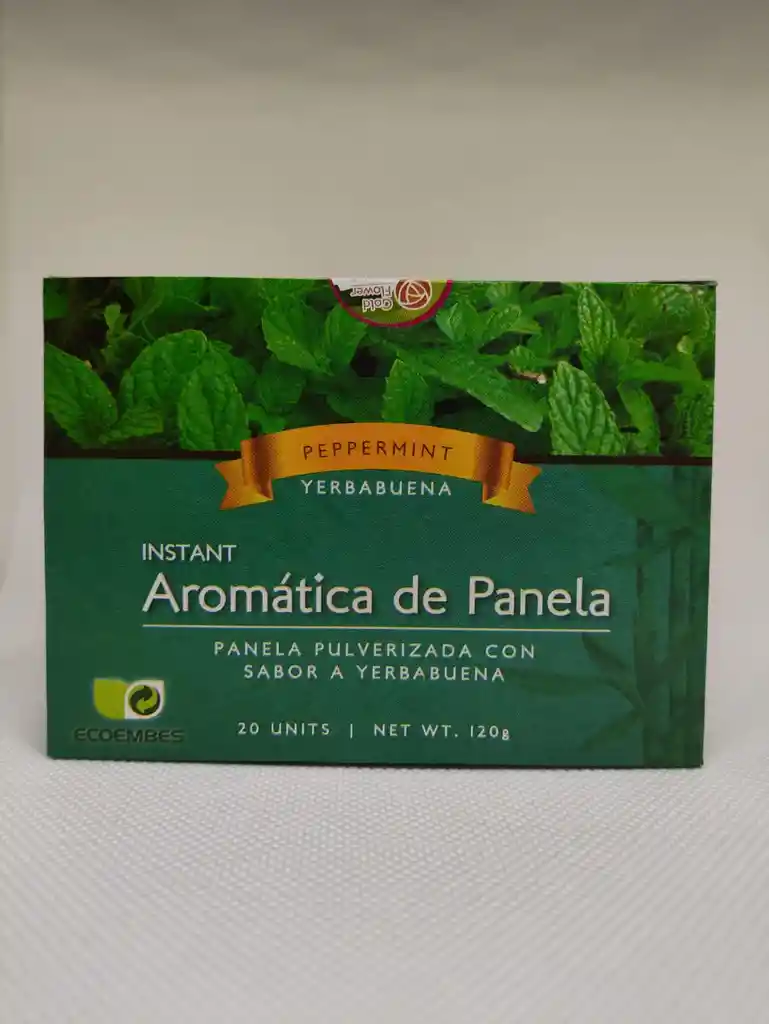 Gold
Flower
PEPPERMINT
YERBABUENA
INSTANT
Aromática de Panela
PANELA PULVERIZADA CON
SABOR A YERBABUENA
ECOEMBES
20 UNITS | NET WT. 120g